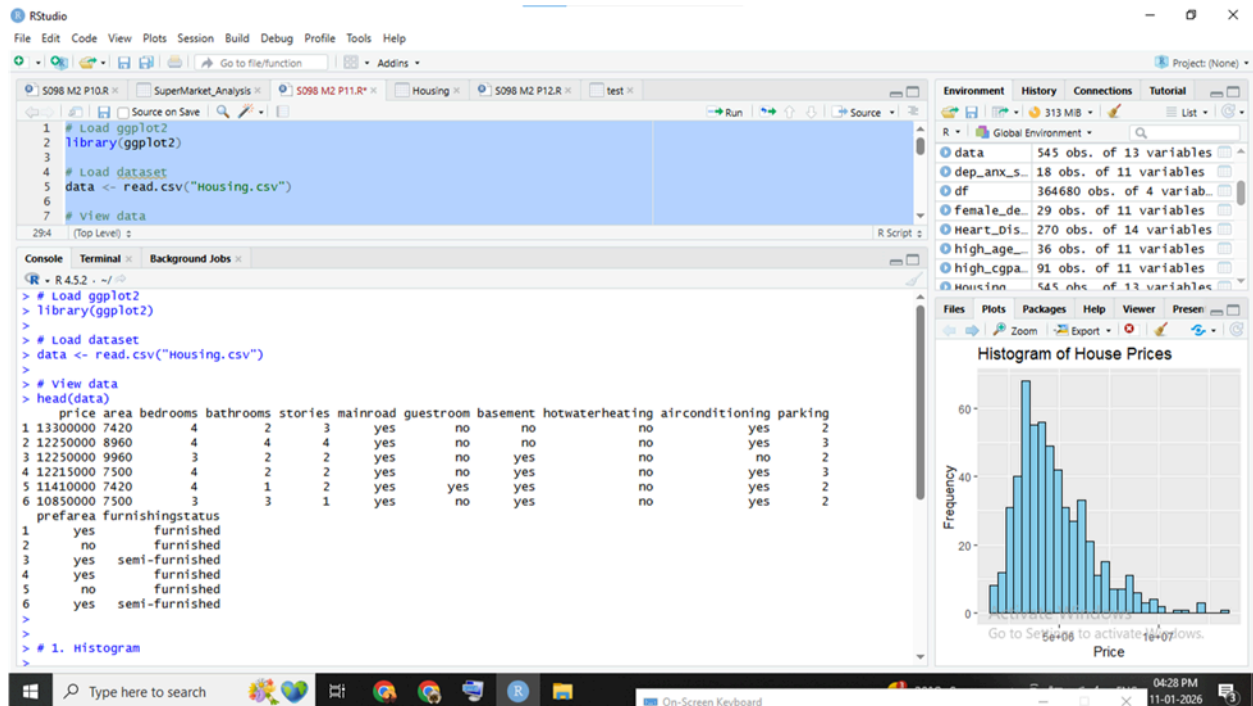 RStudio
File Edit Code View Plots Session Build Debug Profile Tools Help
Go to file/function Addins
Project: (None)
S098 M2 P10.R SuperMarket_Analysis S098 M2 P11.R* Housing S098 M2 P12.R test
Source on Save Run Source
1 # Load ggplot2
2 library(ggplot2)
3
4 # Load dataset
5 data <- read.csv("Housing.csv")
6
7 # View data
29:4 (Top Level) R Script
Console Terminal Background Jobs
R 4.5.2 · ~/
> # Load ggplot2
> library(ggplot2)
>
> # Load dataset
> data <- read.csv("Housing.csv")
>
> # View data
> head(data)
price area bedrooms bathrooms stories mainroad guestroom basement hotwaterheating airconditioning parking
1 13300000 7420 4 2 3 yes no no no yes 2
2 12250000 8960 4 4 4 yes no no no yes 3
3 12250000 9960 3 2 2 yes no yes no no 2
4 12215000 7500 4 2 2 yes no yes no yes 3
5 11410000 7420 4 1 2 yes yes yes no yes 2
6 10850000 7500 3 3 1 yes no yes no yes 2
prefarea furnishingstatus
1 yes furnished
2 no furnished
3 yes semi-furnished
4 yes furnished
5 no furnished
6 yes semi-furnished
>
>
> # 1. Histogram
>
Environment History Connections Tutorial
313 MiB List
R Global Environment
data 545 obs. of 13 variables
dep_anx_s… 18 obs. of 11 variables
df 364680 obs. of 4 variab…
female_de… 29 obs. of 11 variables
Heart_Dis… 270 obs. of 14 variables
high_age_… 36 obs. of 11 variables
high_cgpa… 91 obs. of 11 variables
Housing 545 obs. of 13 variables
Files Plots Packages Help Viewer Presen
Zoom Export
Histogram of House Prices
60
40
20
0
Frequency
5e+06 1e+07
Price
Activate Windows
Go to Settings to activate Windows.
Type here to search
On-Screen Keyboard
04:28 PM
11-01-2026
3